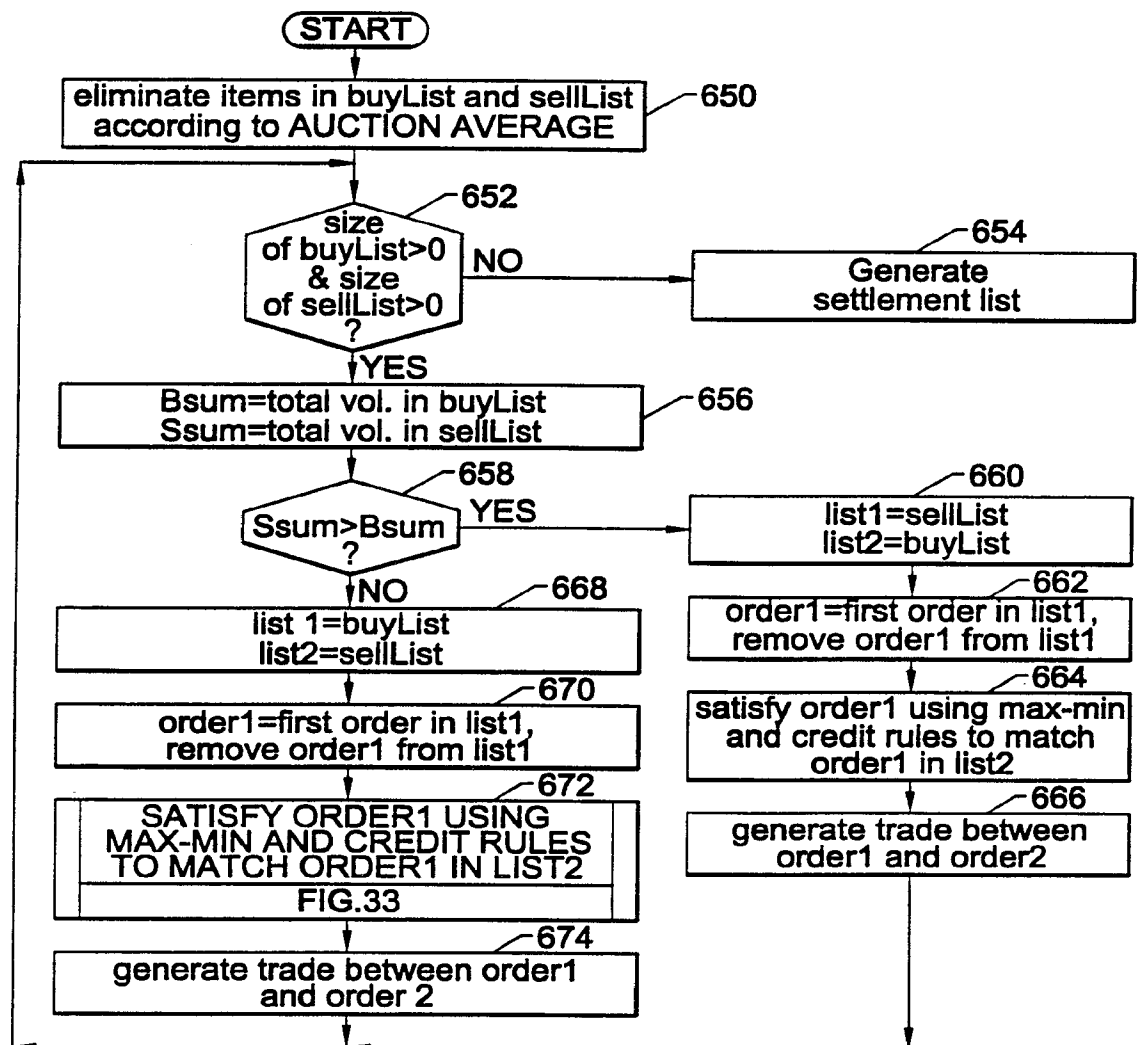 START
eliminate items in buyList and sellList
according to AUCTION AVERAGE
650
652
size
of buyList>0
& size
of sellList>0
?
NO
654
Generate
settlement list
YES
Bsum=total vol. in buyList
Ssum=total vol. in sellList
656
658
Ssum>Bsum
?
YES
660
list1=sellList
list2=buyList
NO
662
order1=first order in list1,
remove order1 from list1
668
list 1=buyList
list2=sellList
664
satisfy order1 using max-min
and credit rules to match
order1 in list2
670
order1=first order in list1,
remove order1 from list1
666
generate trade between
order1 and order2
672
SATISFY ORDER1 USING
MAX-MIN AND CREDIT RULES
TO MATCH ORDER1 IN LIST2
FIG.33
674
generate trade between order1
and order 2